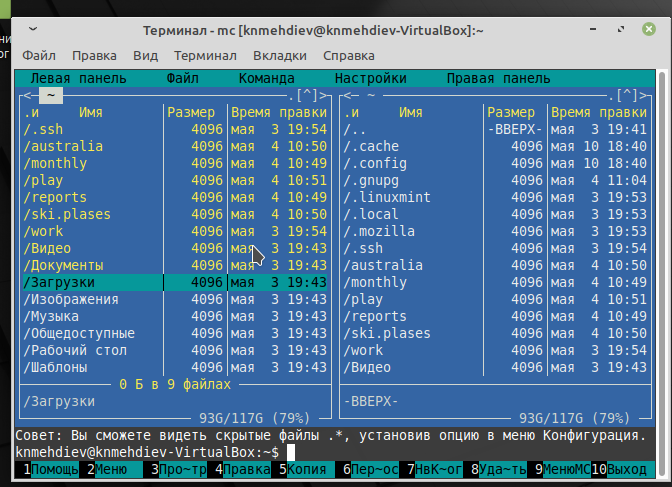 Терминал - mc [knmehdiev@knmehdiev-VirtualBox]:~
Файл Правка Вид Терминал Вкладки Справка
Левая панель Файл Команда Настройки Правая панель
<─ ~ .[^]> <─ ~ .[^]>
.и Имя Размер Время правки .и Имя Размер Время правки
/.ssh 4096 мая 3 19:54 /.. -ВВЕРХ- мая 3 19:41
/australia 4096 мая 4 10:50 /.cache 4096 мая 10 18:40
/monthly 4096 мая 4 10:49 /.config 4096 мая 10 18:40
/play 4096 мая 4 10:51 /.gnupg 4096 мая 4 11:04
/reports 4096 мая 4 10:49 /.linuxmint 4096 мая 3 19:53
/ski.plases 4096 мая 4 10:50 /.local 4096 мая 3 19:53
/work 4096 мая 3 19:54 /.mozilla 4096 мая 3 19:53
/Видео 4096 мая 3 19:43 /.ssh 4096 мая 3 19:54
/Документы 4096 мая 3 19:43 /australia 4096 мая 4 10:50
/Загрузки 4096 мая 3 19:43 /monthly 4096 мая 4 10:49
/Изображения 4096 мая 3 19:43 /play 4096 мая 4 10:51
/Музыка 4096 мая 3 19:43 /reports 4096 мая 4 10:49
/Общедоступные 4096 мая 3 19:43 /ski.plases 4096 мая 4 10:50
/Рабочий стол 4096 мая 3 19:43 /work 4096 мая 3 19:54
/Шаблоны 4096 мая 3 19:43 /Видео 4096 мая 3 19:43
0 Б в 9 файлах
/Загрузки -ВВЕРХ-
93G/117G (79%) 93G/117G (79%)
Совет: Вы сможете видеть скрытые файлы .*, установив опцию в меню Конфигурация.
knmehdiev@knmehdiev-VirtualBox:~$
1Помощь 2Меню 3Про~тр 4Правка 5Копия 6Пер~ос 7НвК~ог 8Уда~ть 9МенюМС 10Выход